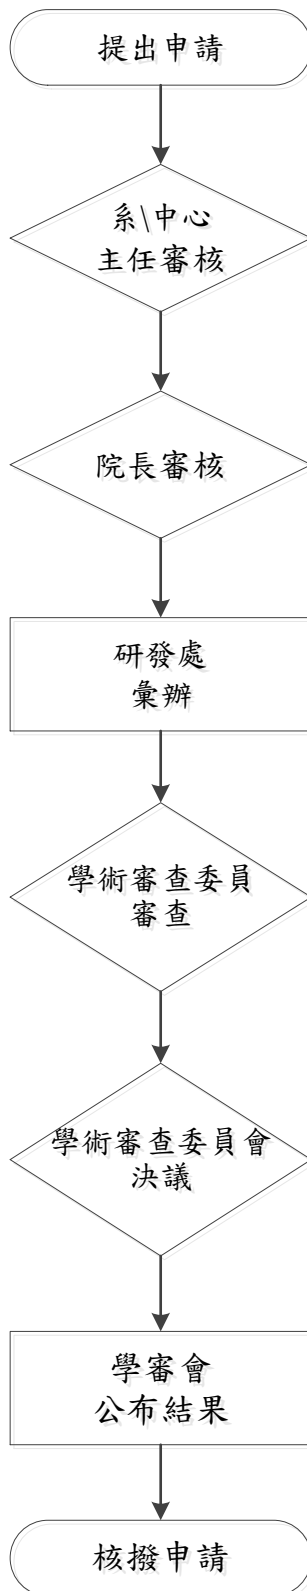 提出申請
系\中心
主任審核
院長審核
研發處
彙辦
學術審查委員
審查
學術審查委員會
決議
學審會
公布結果
核撥申請